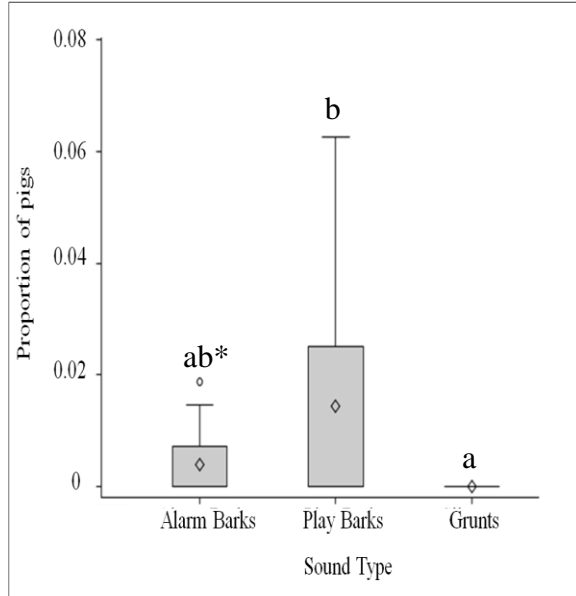 0.08
b
0.06
0.04
ab*
0.02
a
0
Proportion of pigs
Alarm Barks Play Barks Grunts
Sound Type